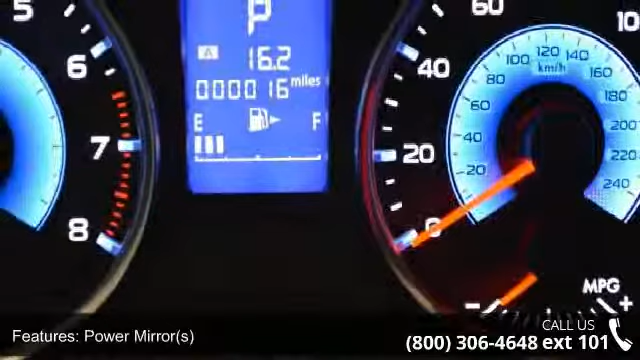 5
6
7
8
P
A 16.2
000016 miles
E F
60
40
20
0
10
20
40
60
80
100
120
140
160
180
200
220
240
km/h
MPG
- +
Features: Power Mirror(s)
CALL US
(800) 306-4648 ext 101